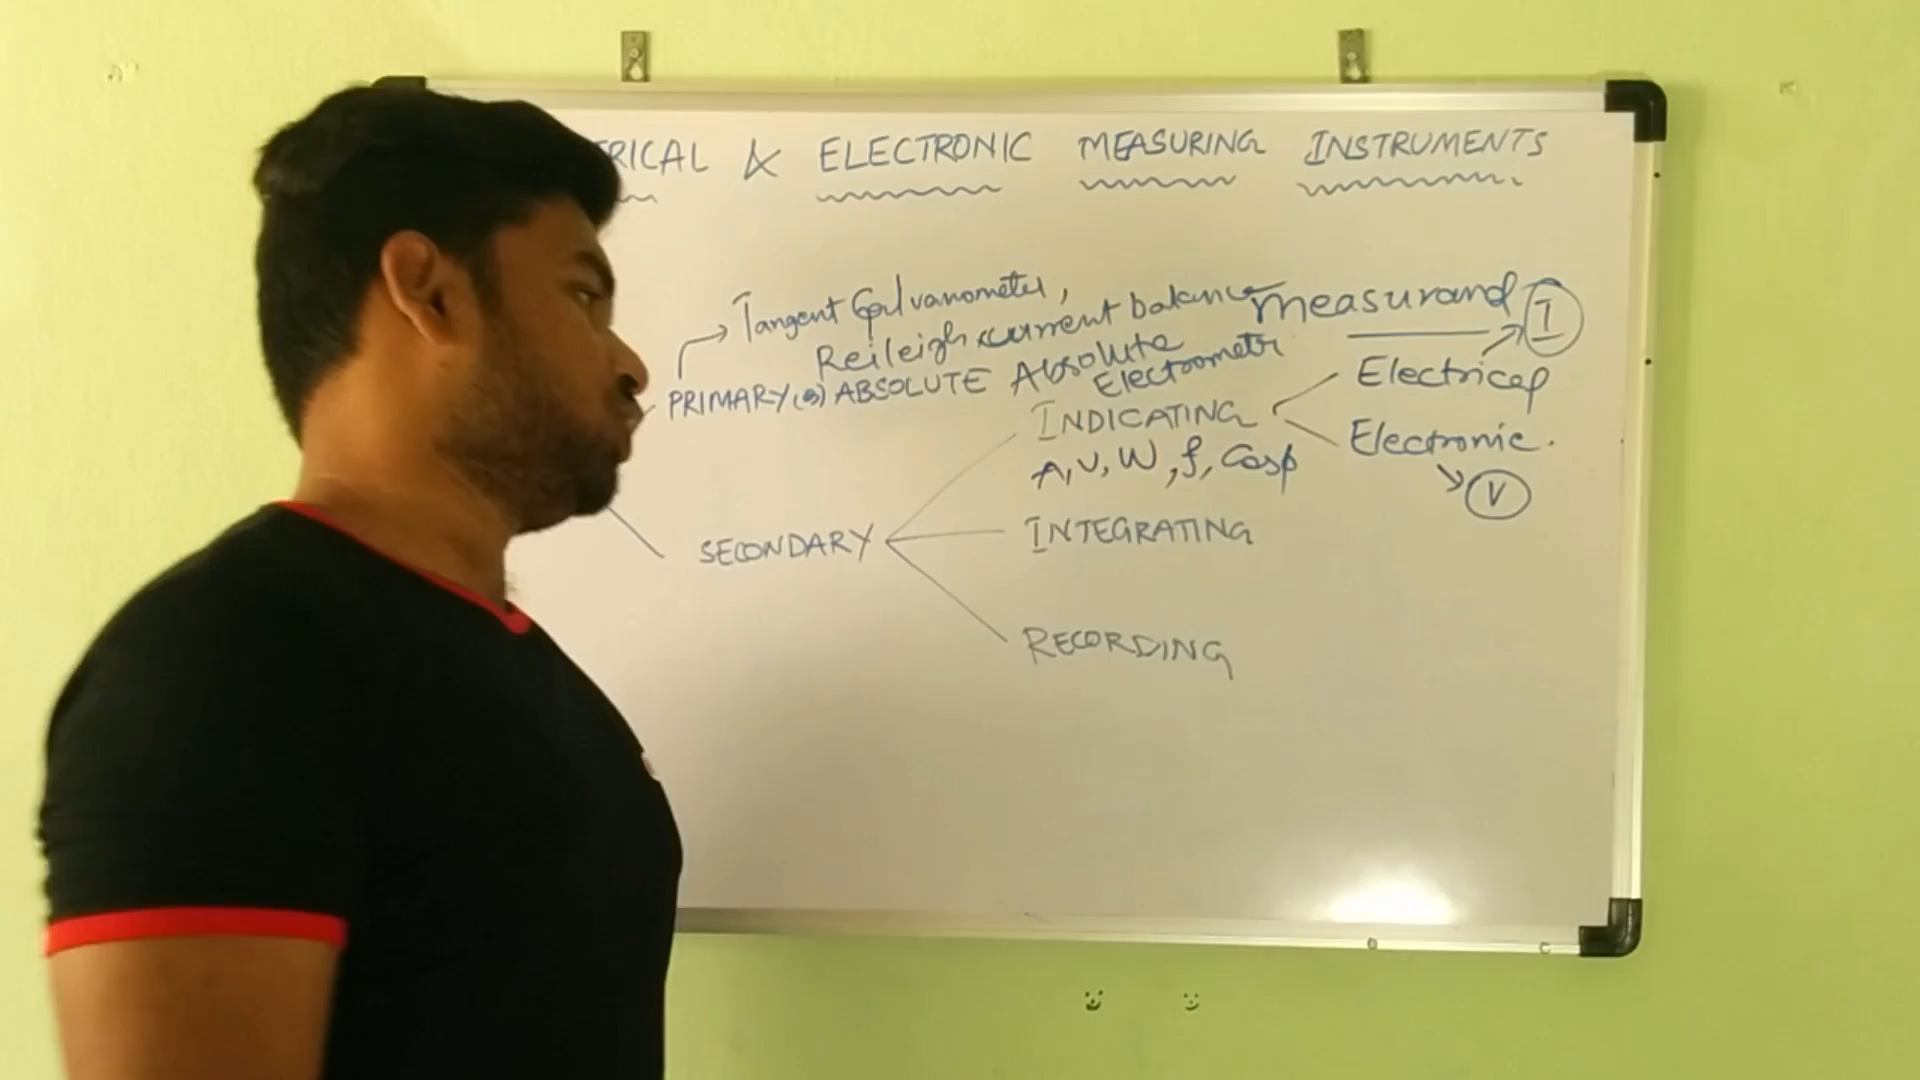 RICAL & ELECTRONIC MEASURING INSTRUMENTS
Tangent Galvanometer,
Reileigh current balance
measurand I
PRIMARY (or) ABSOLUTE Absolute
Electrometr
Electrical
INDICATING
Electronic.
A, V, W, f, Cosϕ
V
SECONDARY
INTEGRATING
RECORDING